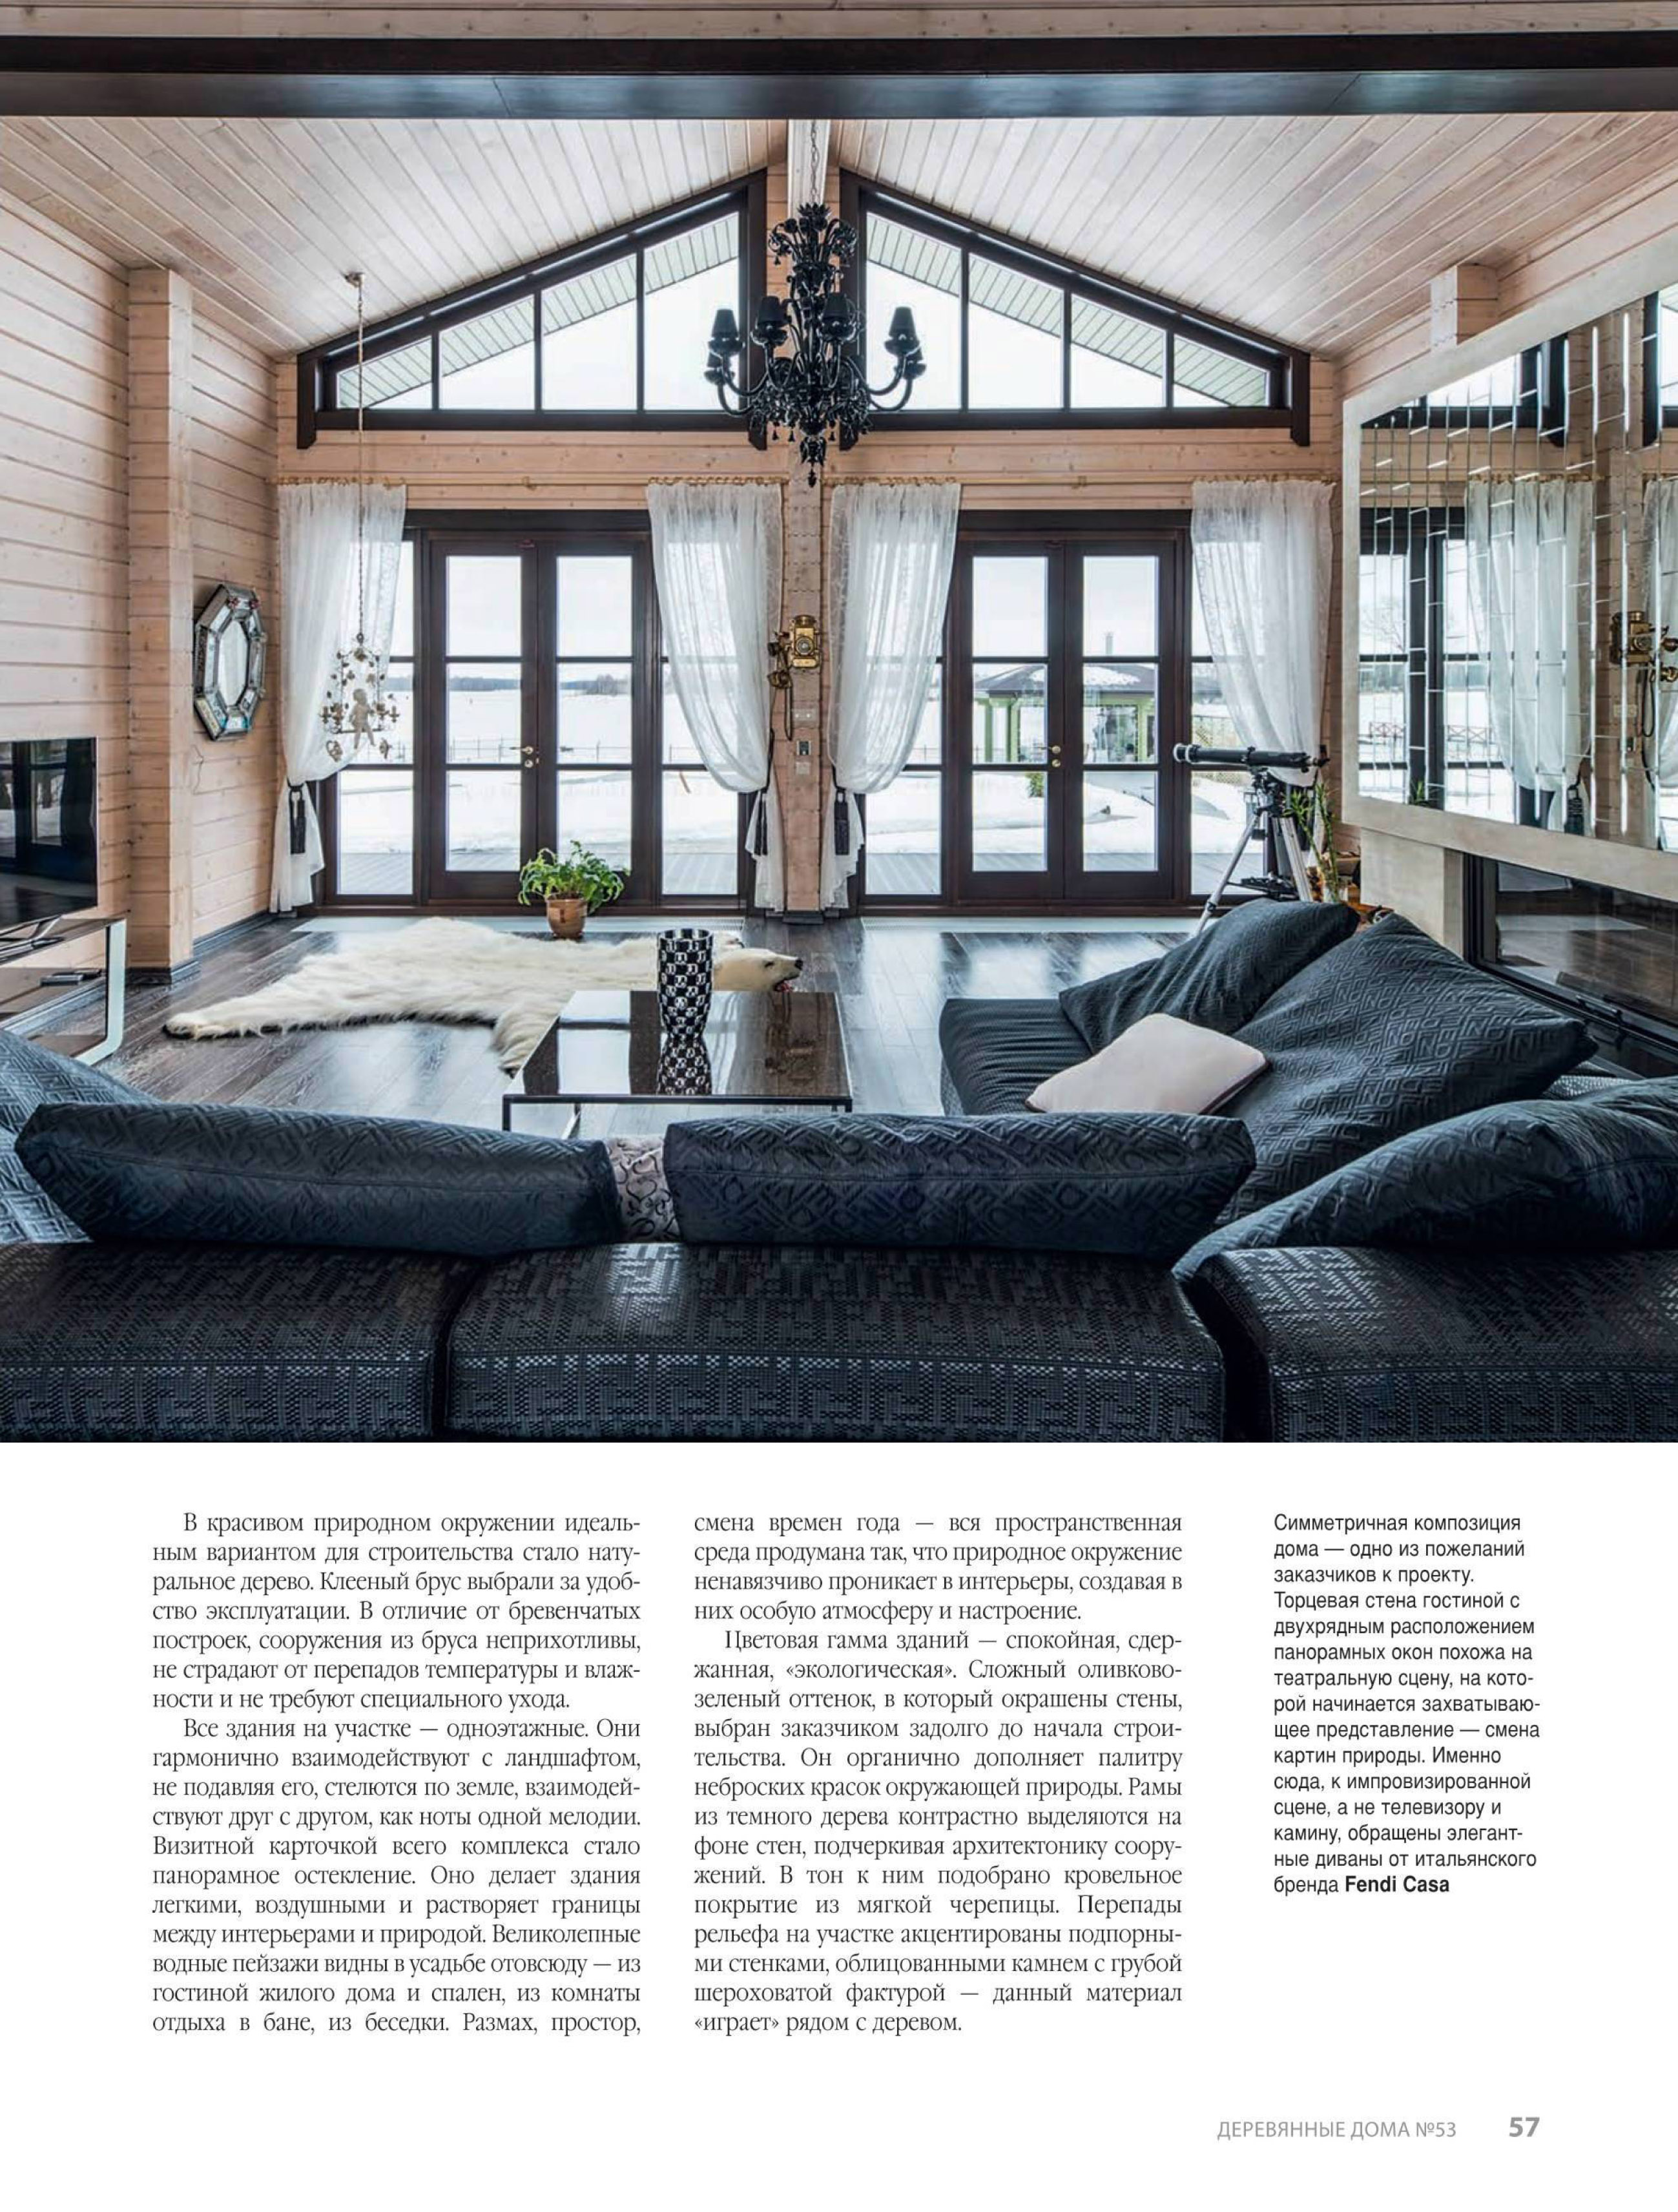 В красивом природном окружении идеаль-
ным вариантом для строительства стало нату-
ральное дерево. Клееный брус выбрали за удоб-
ство эксплуатации. В отличие от бревенчатых
построек, сооружения из бруса неприхотливы,
не страдают от перепадов температуры и влаж-
ности и не требуют специального ухода.
Все здания на участке — одноэтажные. Они
гармонично взаимодействуют с ландшафтом,
не подавляя его, стелются по земле, взаимодей-
ствуют друг с другом, как ноты одной мелодии.
Визитной карточкой всего комплекса стало
панорамное остекление. Оно делает здания
легкими, воздушными и растворяет границы
между интерьерами и природой. Великолепные
водные пейзажи видны в усадьбе отовсюду — из
гостиной жилого дома и спален, из комнаты
отдыха в бане, из беседки. Размах, простор,
смена времен года — вся пространственная
среда продумана так, что природное окружение
ненавязчиво проникает в интерьеры, создавая в
них особую атмосферу и настроение.
Цветовая гамма зданий — спокойная, сдер-
жанная, «экологическая». Сложный оливково-
зеленый оттенок, в который окрашены стены,
выбран заказчиком задолго до начала строи-
тельства. Он органично дополняет палитру
неброских красок окружающей природы. Рамы
из темного дерева контрастно выделяются на
фоне стен, подчеркивая архитектонику соору-
жений. В тон к ним подобрано кровельное
покрытие из мягкой черепицы. Перепады
рельефа на участке акцентированы подпорны-
ми стенками, облицованными камнем с грубой
шероховатой фактурой — данный материал
«играет» рядом с деревом.
Симметричная композиция
дома — одно из пожеланий
заказчиков к проекту.
Торцевая стена гостиной с
двухрядным расположением
панорамных окон похожа на
театральную сцену, на кото-
рой начинается захватываю-
щее представление — смена
картин природы. Именно
сюда, к импровизированной
сцене, а не телевизору и
камину, обращены элегант-
ные диваны от итальянского
бренда Fendi Casa
ДЕРЕВЯННЫЕ ДОМА №53 57